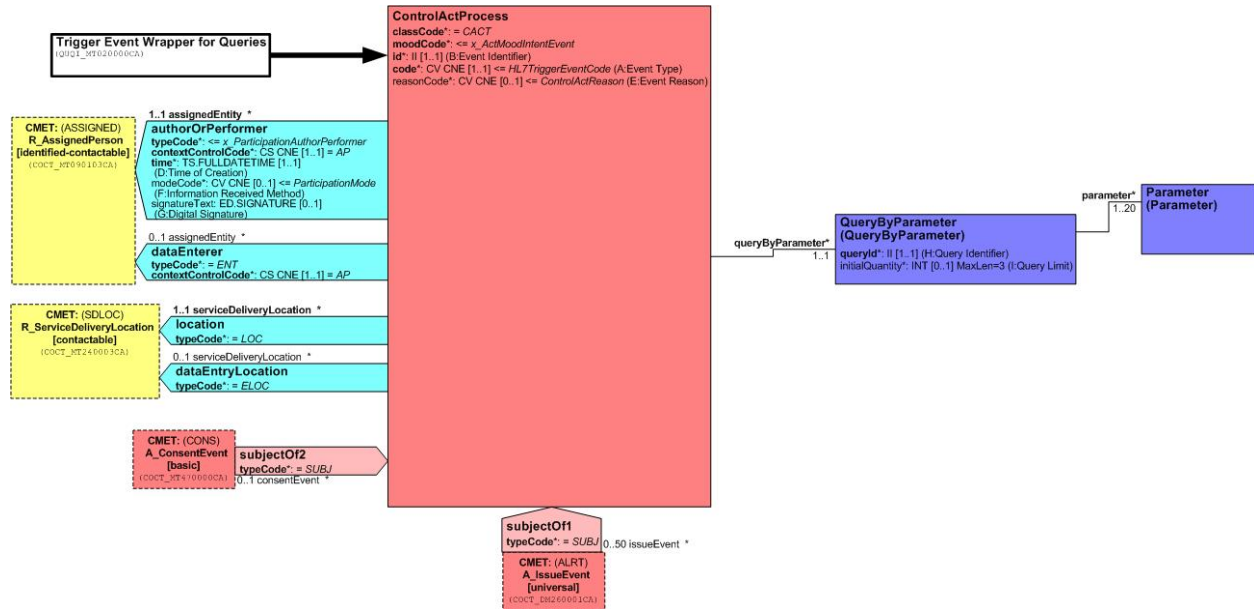 Trigger Event Wrapper for Queries
(QUQI_MT020000CA)
ControlActProcess
classCode*: = CACT
moodCode*: <= x_ActMoodIntentEvent
id*: II [1..1] (B:Event Identifier)
code*: CV CNE [1..1] <= HL7TriggerEventCode (A:Event Type)
reasonCode*: CV CNE [0..1] <= ControlActReason (E:Event Reason)
CMET: (ASSIGNED)
R_AssignedPerson
[identified-contactable]
(COCT_MT090103CA)
1..1 assignedEntity *
authorOrPerformer
typeCode*: <= x_ParticipationAuthorPerformer
contextControlCode*: CS CNE [1..1] = AP
time*: TS.FULLDATETIME [1..1]
(D:Time of Creation)
modeCode*: CV CNE [0..1] <= ParticipationMode
(F:Information Received Method)
signatureText: ED.SIGNATURE [0..1]
(G:Digital Signature)
0..1 assignedEntity *
dataEnterer
typeCode*: = ENT
contextControlCode*: CS CNE [1..1] = AP
CMET: (SDLOC)
R_ServiceDeliveryLocation
[contactable]
(COCT_MT240003CA)
1..1 serviceDeliveryLocation *
location
typeCode*: = LOC
0..1 serviceDeliveryLocation *
dataEntryLocation
typeCode*: = ELOC
CMET: (CONS)
A_ConsentEvent
[basic]
(COCT_MT470000CA)
subjectOf2
typeCode*: = SUBJ
0..1 consentEvent *
subjectOf1
typeCode*: = SUBJ
0..50 issueEvent *
CMET: (ALRT)
A_IssueEvent
[universal]
(COCT_DM260001CA)
queryByParameter*
1..1
QueryByParameter
(QueryByParameter)
queryId*: II [1..1] (H:Query Identifier)
initialQuantity*: INT [0..1] MaxLen=3 (I:Query Limit)
parameter*
1..20
Parameter
(Parameter)